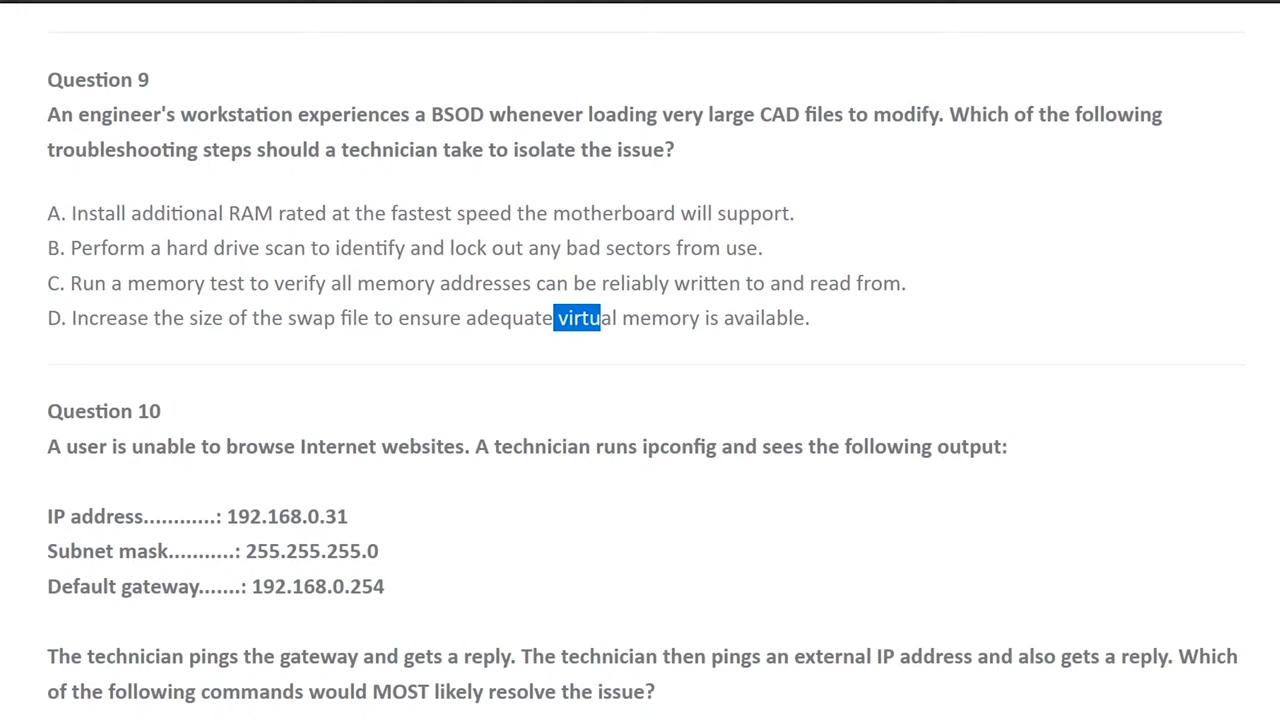 Question 9
An engineer's workstation experiences a BSOD whenever loading very large CAD files to modify. Which of the following
troubleshooting steps should a technician take to isolate the issue?
A. Install additional RAM rated at the fastest speed the motherboard will support.
B. Perform a hard drive scan to identify and lock out any bad sectors from use.
C. Run a memory test to verify all memory addresses can be reliably written to and read from.
D. Increase the size of the swap file to ensure adequate virtual memory is available.
Question 10
A user is unable to browse Internet websites. A technician runs ipconfig and sees the following output:
IP address............: 192.168.0.31
Subnet mask...........: 255.255.255.0
Default gateway.......: 192.168.0.254
The technician pings the gateway and gets a reply. The technician then pings an external IP address and also gets a reply. Which
of the following commands would MOST likely resolve the issue?